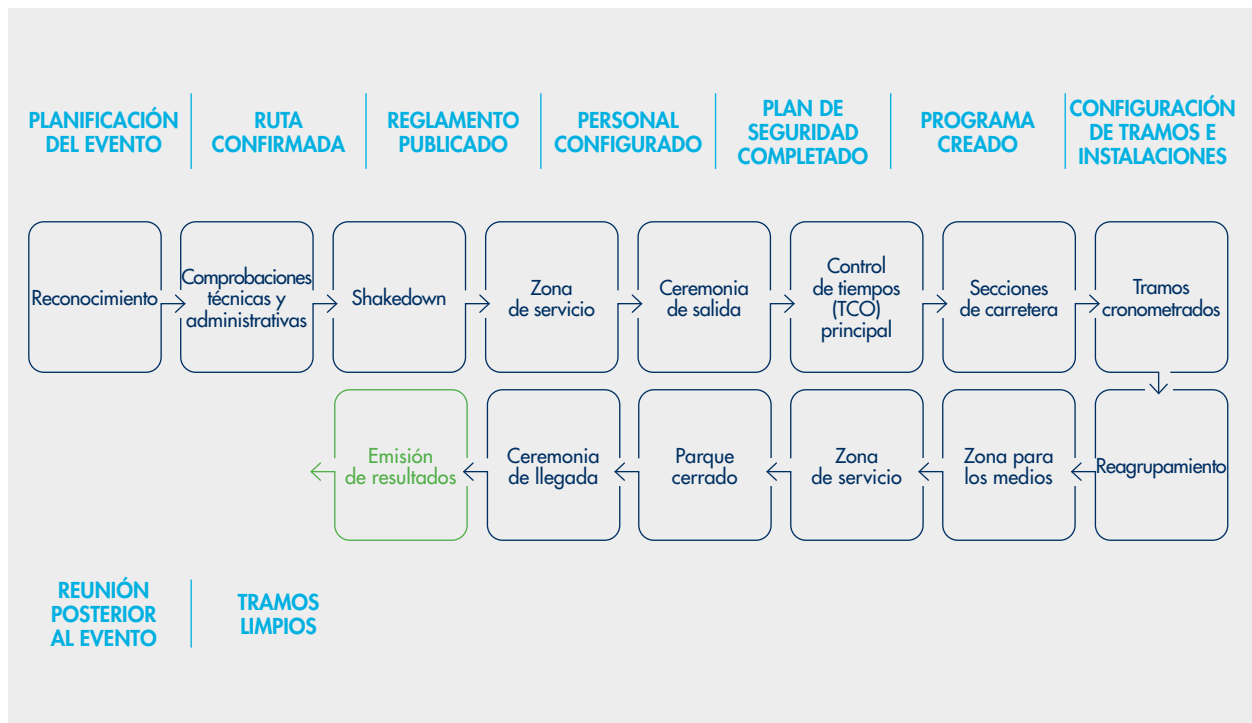 PLANIFICACIÓN
DEL EVENTO
RUTA
CONFIRMADA
REGLAMENTO
PUBLICADO
PERSONAL
CONFIGURADO
PLAN DE
SEGURIDAD
COMPLETADO
PROGRAMA
CREADO
CONFIGURACIÓN
DE TRAMOS E
INSTALACIONES
Reconocimiento
Comprobaciones
técnicas y
administrativas
Shakedown
Zona
de servicio
Ceremonia
de salida
Control
de tiempos
(TCO)
principal
Secciones
de carretera
Tramos
cronometrados
Reagrupamiento
Zona para
los medios
Zona
de servicio
Parque
cerrado
Ceremonia
de llegada
Emisión
de resultados
REUNIÓN
POSTERIOR
AL EVENTO
TRAMOS
LIMPIOS